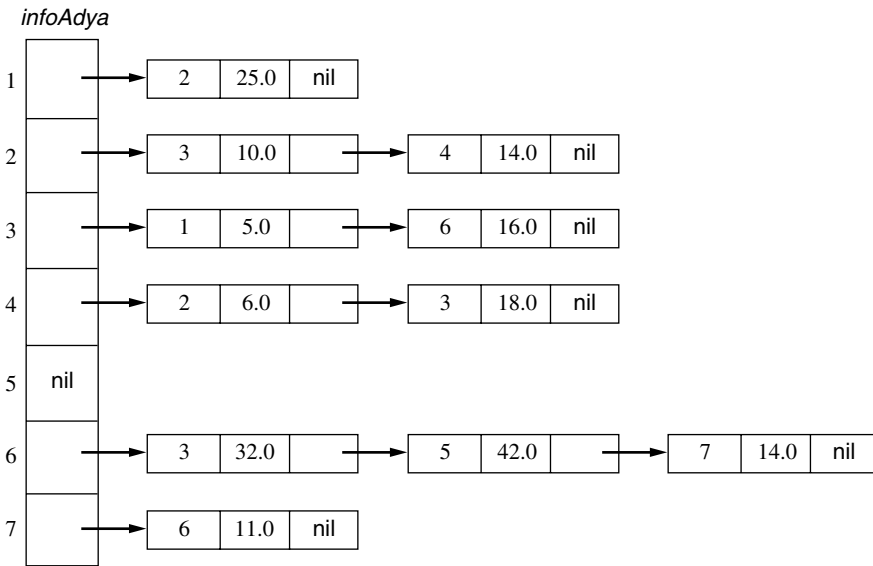 infoAdya
1 2 25.0 nil
2 3 10.0 4 14.0 nil
3 1 5.0 6 16.0 nil
4 2 6.0 3 18.0 nil
5 nil
6 3 32.0 5 42.0 7 14.0 nil
7 6 11.0 nil